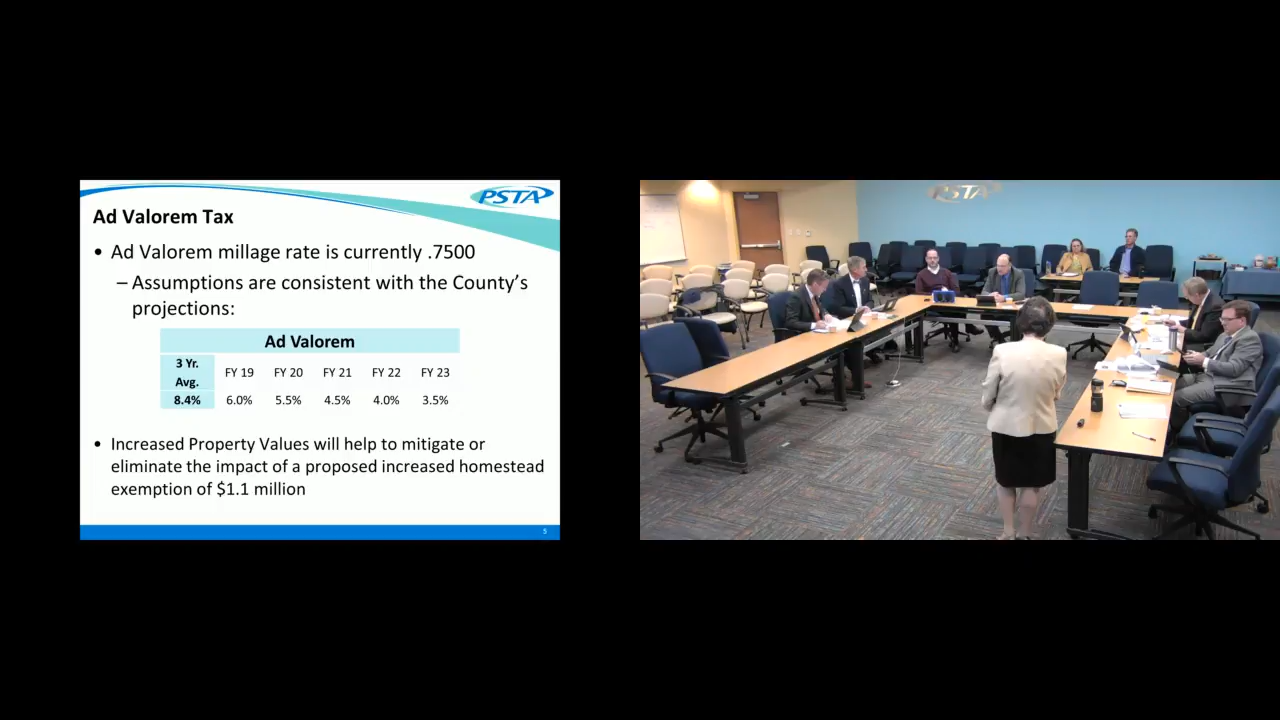 PSTA
Ad Valorem Tax
• Ad Valorem millage rate is currently .7500
– Assumptions are consistent with the County's
projections:
Ad Valorem
3 Yr.
Avg. FY 19 FY 20 FY 21 FY 22 FY 23
8.4% 6.0% 5.5% 4.5% 4.0% 3.5%
• Increased Property Values will help to mitigate or
eliminate the impact of a proposed increased homestead
exemption of $1.1 million
5
PSTA